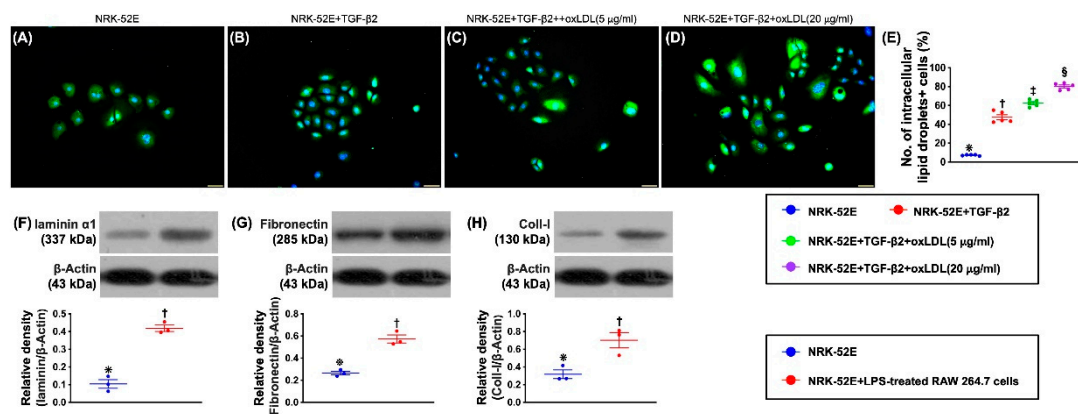 NRK-52E
NRK-52E+TGF-β2
NRK-52E+TGF-β2++oxLDL(5 µg/ml)
NRK-52E+TGF-β2+oxLDL(20 µg/ml)
(A)
(B)
(C)
(D)
(E)
No. of intracellular
lipid droplets+ cells (%)
100
80
60
40
20
0
※
†
‡
§
NRK-52E
NRK-52E+TGF-β2
NRK-52E+TGF-β2+oxLDL(5 µg/ml)
NRK-52E+TGF-β2+oxLDL(20 µg/ml)
(F)
laminin α1
(337 kDa)
β-Actin
(43 kDa)
Relative density
(laminin/β-Actin)
0.5
0.4
0.3
0.2
0.1
0.0
※
†
(G)
Fibronectin
(285 kDa)
β-Actin
(43 kDa)
Relative density
Fibronectin/β-Actin)
0.8
0.6
0.4
0.2
0.0
※
†
(H)
Coll-I
(130 kDa)
β-Actin
(43 kDa)
Relative density
(Coll-I/β-Actin)
1.0
0.8
0.6
0.4
0.2
0.0
※
†
NRK-52E
NRK-52E+LPS-treated RAW 264.7 cells